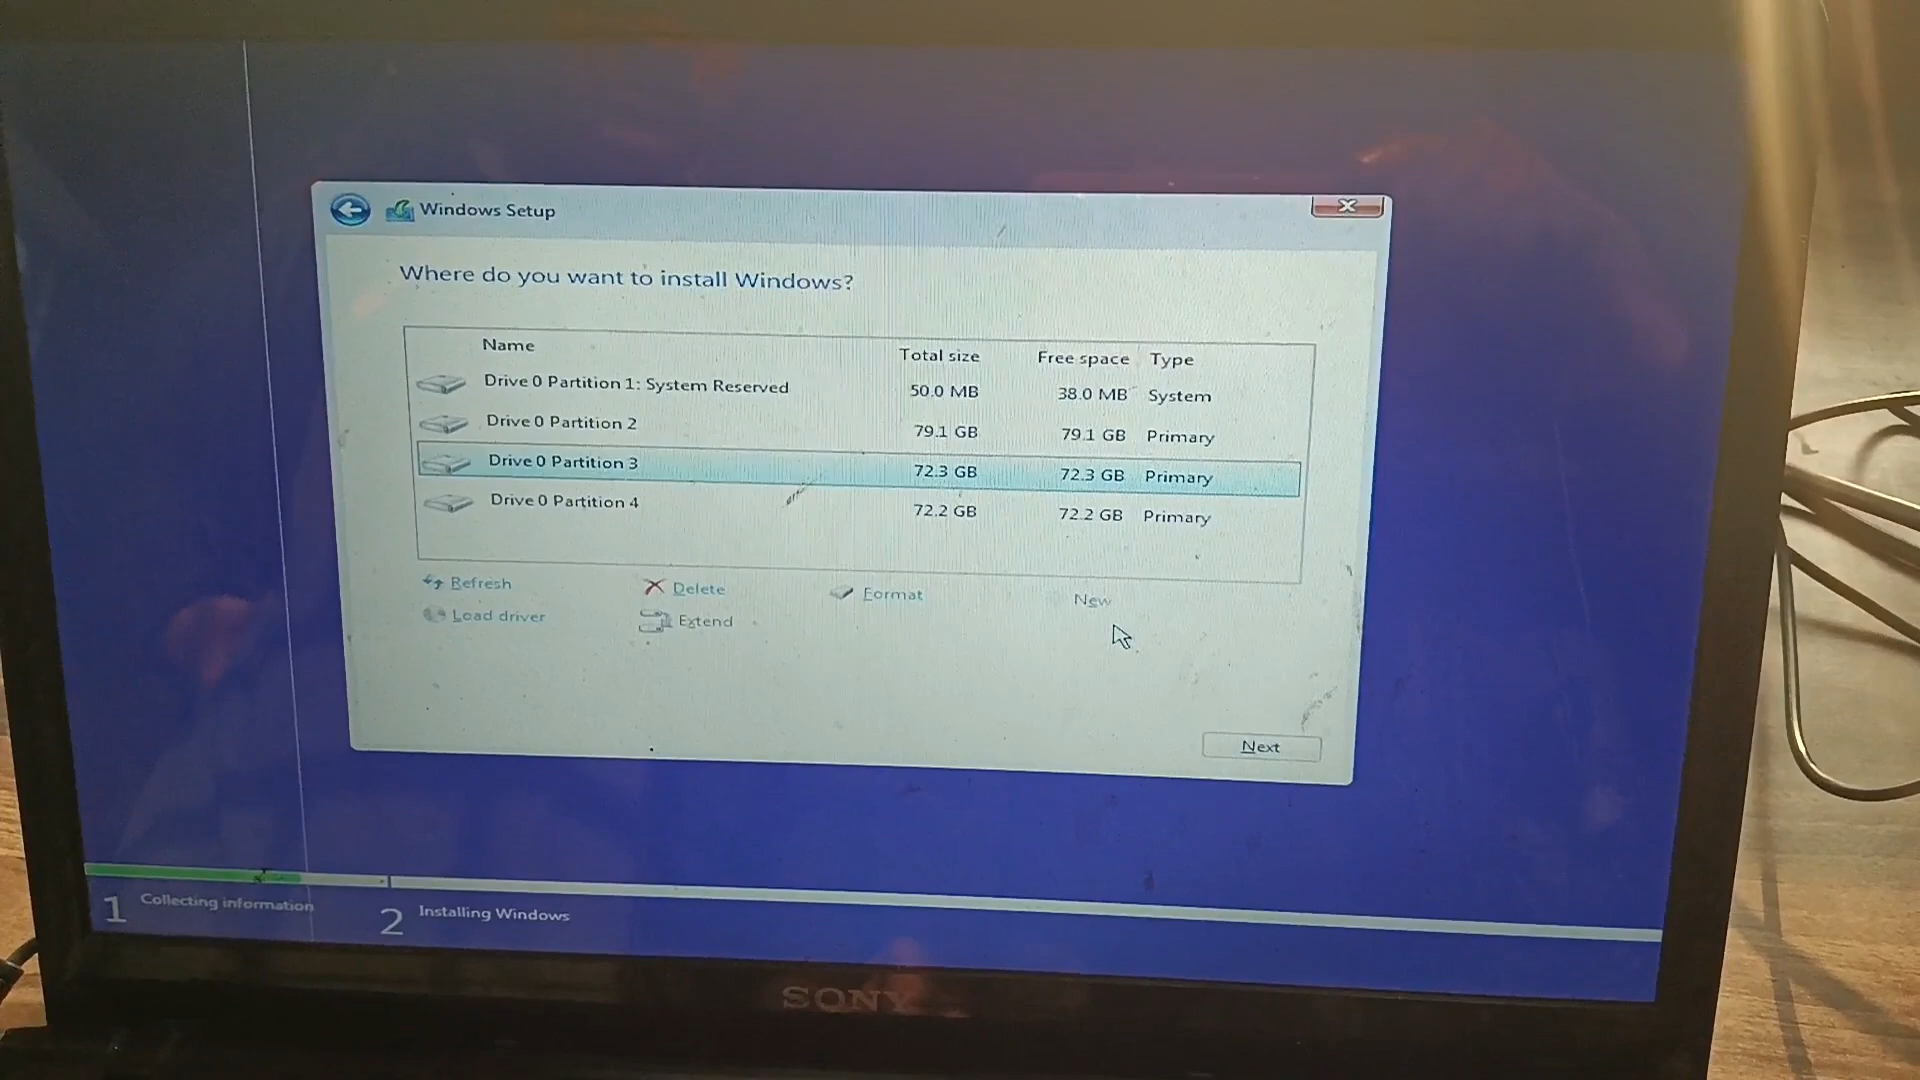 Windows Setup
Where do you want to install Windows?
Name Total size Free space Type
Drive 0 Partition 1: System Reserved 50.0 MB 38.0 MB System
Drive 0 Partition 2 79.1 GB 79.1 GB Primary
Drive 0 Partition 3 72.3 GB 72.3 GB Primary
Drive 0 Partition 4 72.2 GB 72.2 GB Primary
Refresh Delete Format New
Load driver Extend
Next
1 Collecting information 2 Installing Windows
SONY